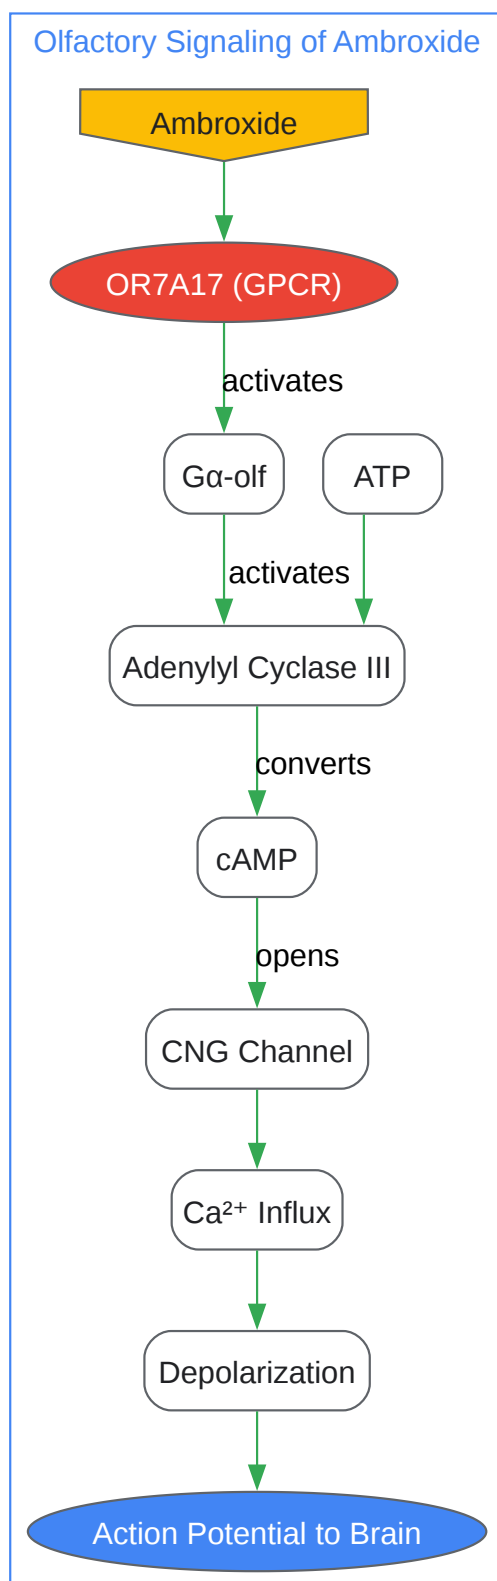 Olfactory Signaling of Ambroxide
Ambroxide
OR7A17 (GPCR)
activates
Gα-olf
ATP
activates
Adenylyl Cyclase III
converts
cAMP
opens
CNG Channel
Ca²⁺ Influx
Depolarization
Action Potential to Brain